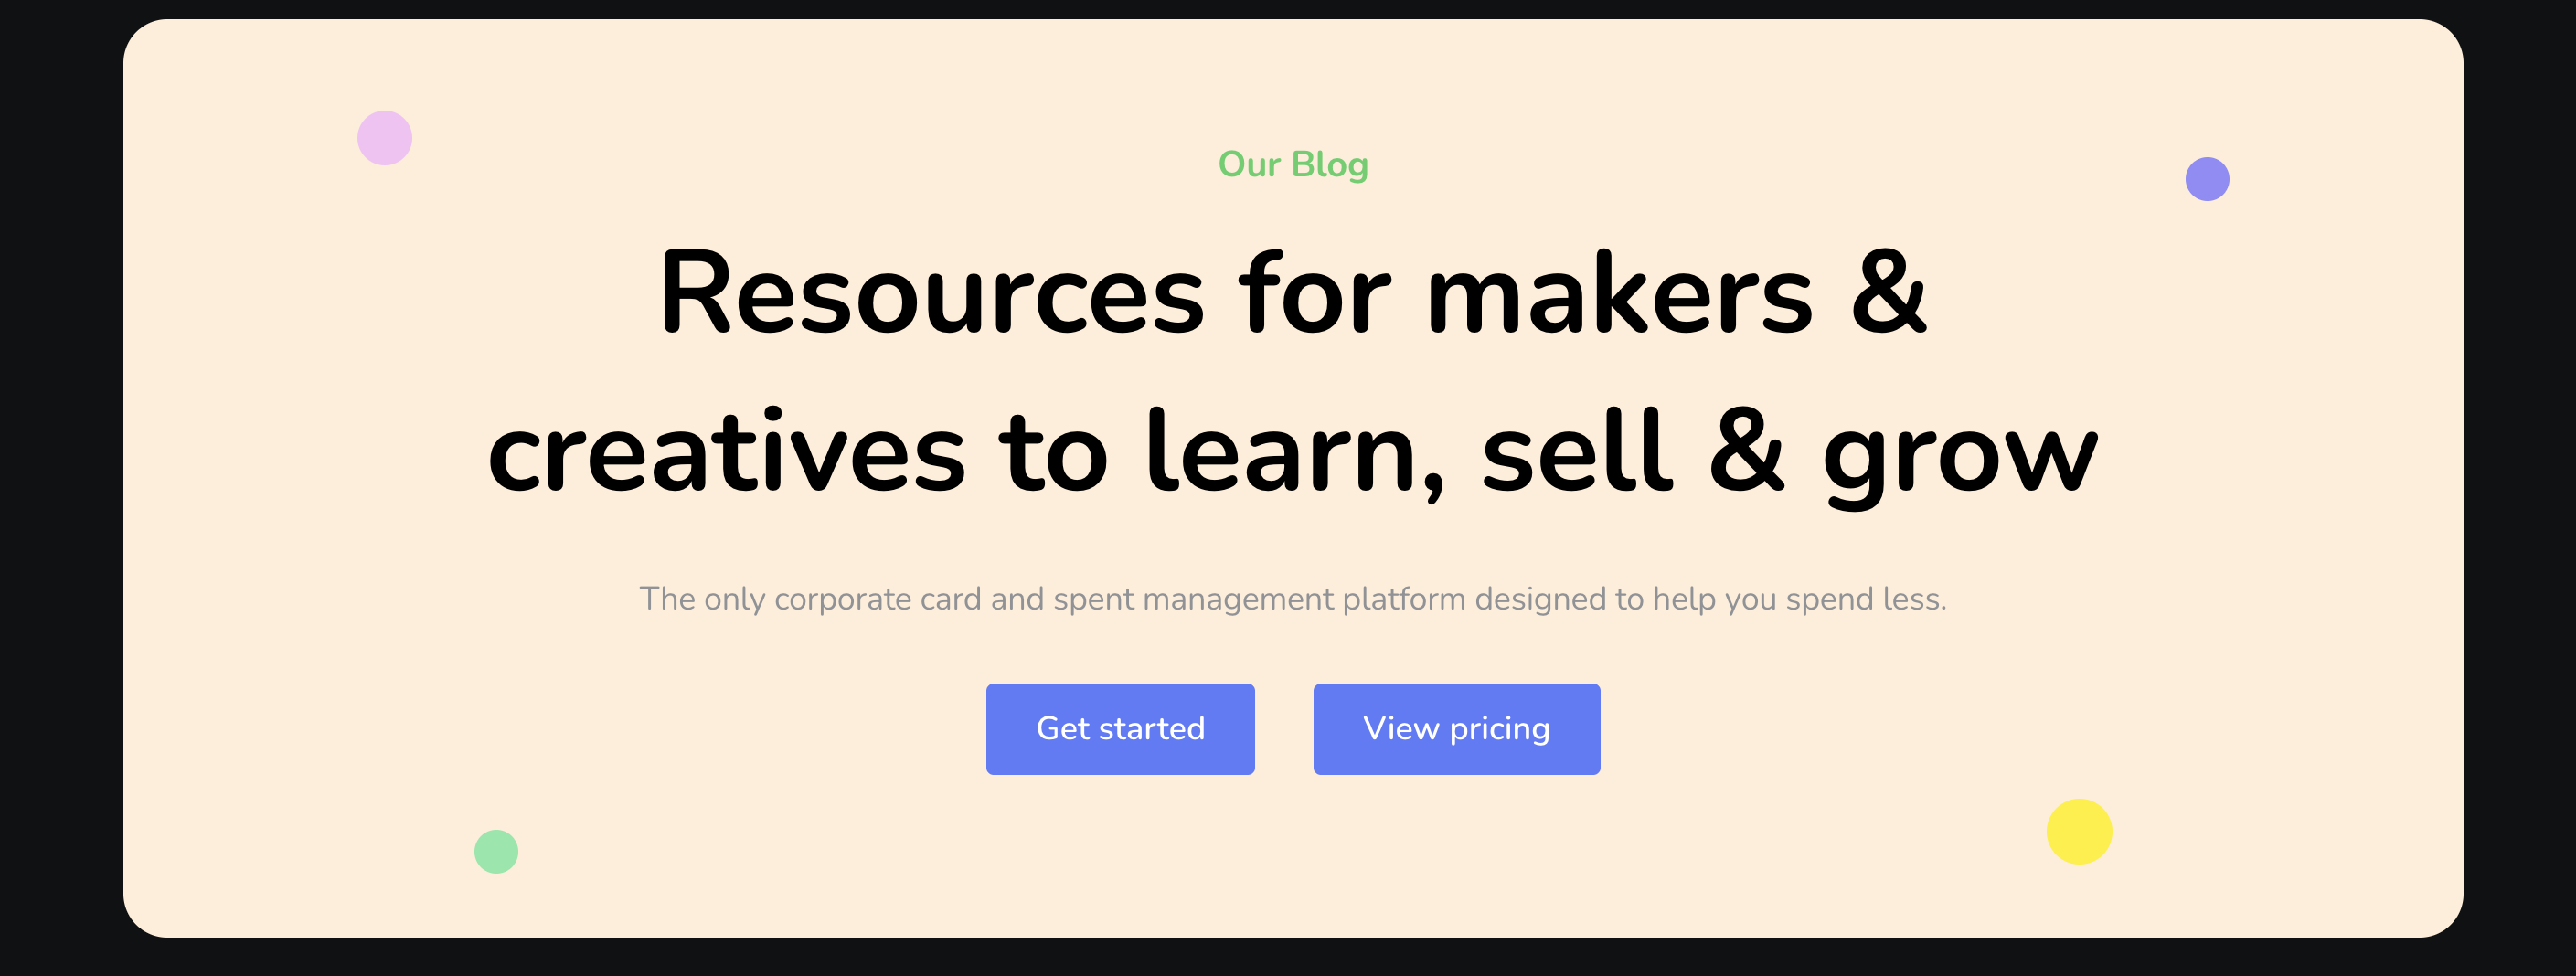 Our Blog
Resources for makers &
creatives to learn, sell & grow
The only corporate card and spent management platform designed to help you spend less.
Get started
View pricing